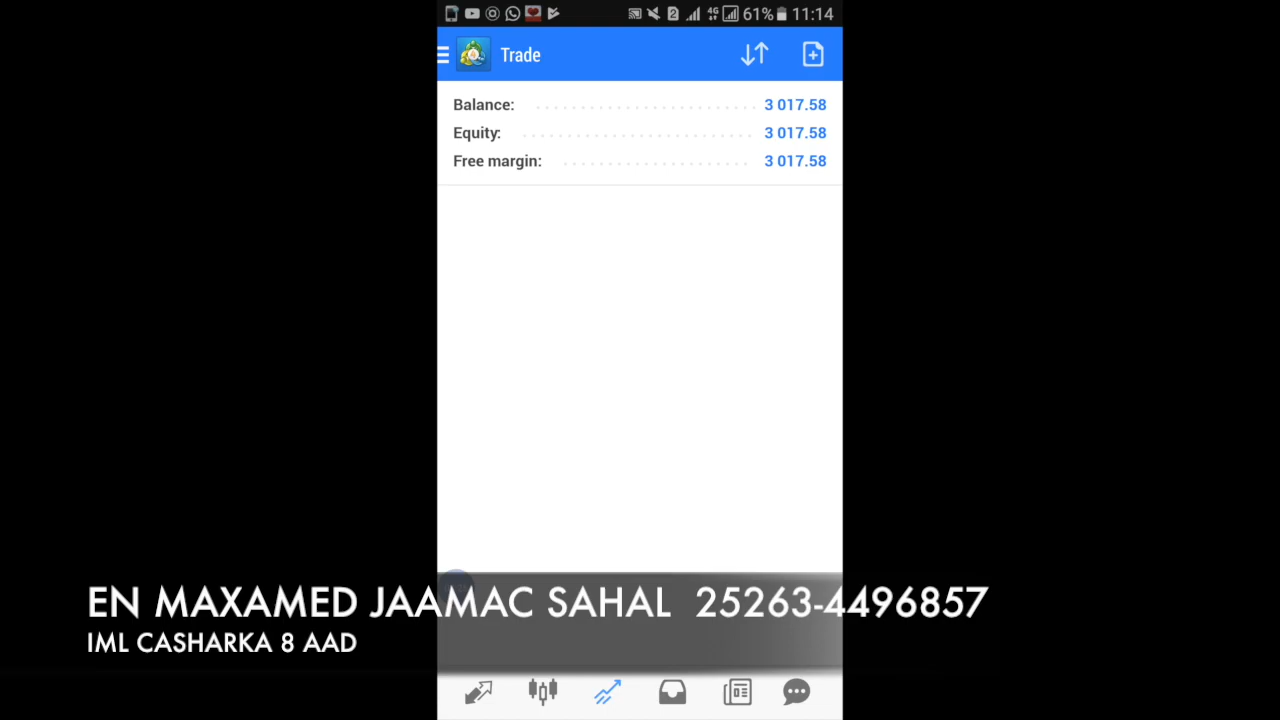 61% 11:14
Trade
Balance: 3 017.58
Equity: 3 017.58
Free margin: 3 017.58
EN MAXAMED JAAMAC SAHAL 25263-4496857
IML CASHARKA 8 AAD